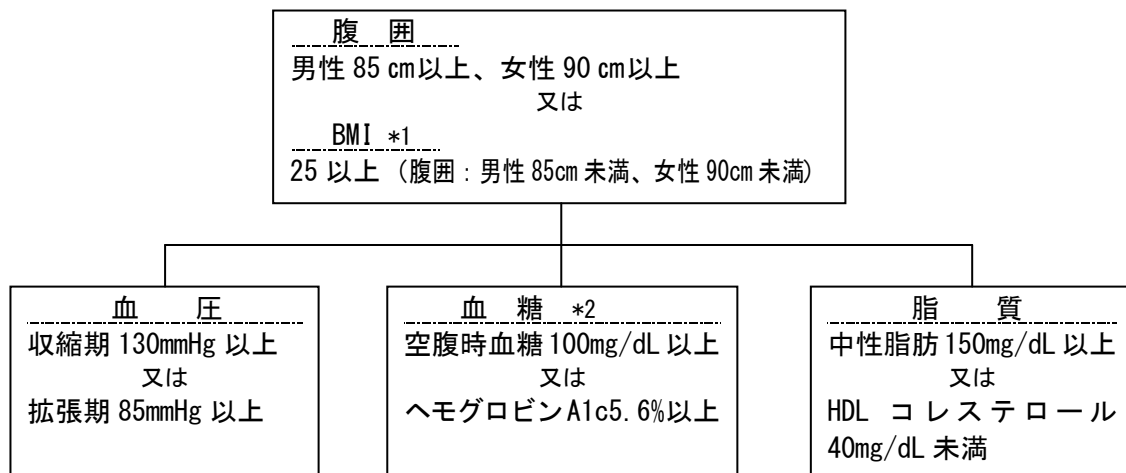 腹 囲
男性 85 cm以上、女性 90 cm以上
又は
BMI *1
25 以上 （腹囲：男性 85cm 未満、女性 90cm 未満）
血 圧
収縮期 130mmHg 以上
又は
拡張期 85mmHg 以上
血 糖 *2
空腹時血糖 100mg/dL 以上
又は
ヘモグロビン A1c5.6%以上
脂 質
中性脂肪 150mg/dL 以上
又は
HDL コレステロール
40mg/dL 未満